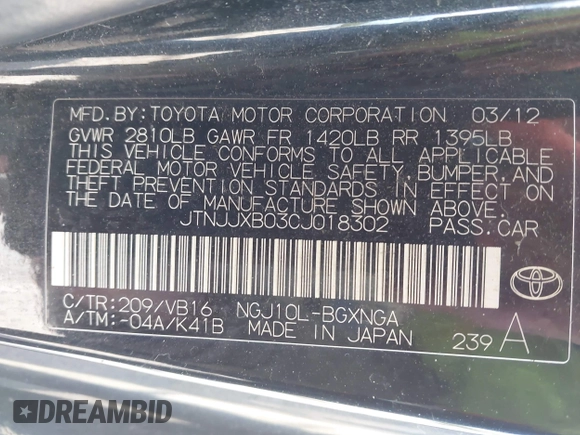 MFD.BY:TOYOTA MOTOR CORPORATION 03/12
GVWR 2810LB GAWR FR 1420LB RR 1395LB
THIS VEHICLE CONFORMS TO ALL APPLICABLE
FEDERAL MOTOR VEHICLE SAFETY,BUMPER,AND
THEFT PREVENTION STANDARDS IN EFFECT ON
THE DATE OF MANUFACTURE SHOWN ABOVE.
JTNJJXB03CJ018302 PASS.CAR
C/TR:209/VB16 NGJ10L-BGXNGA
A/TM:-04A/K41B MADE IN JAPAN 239 A
DREAMBID